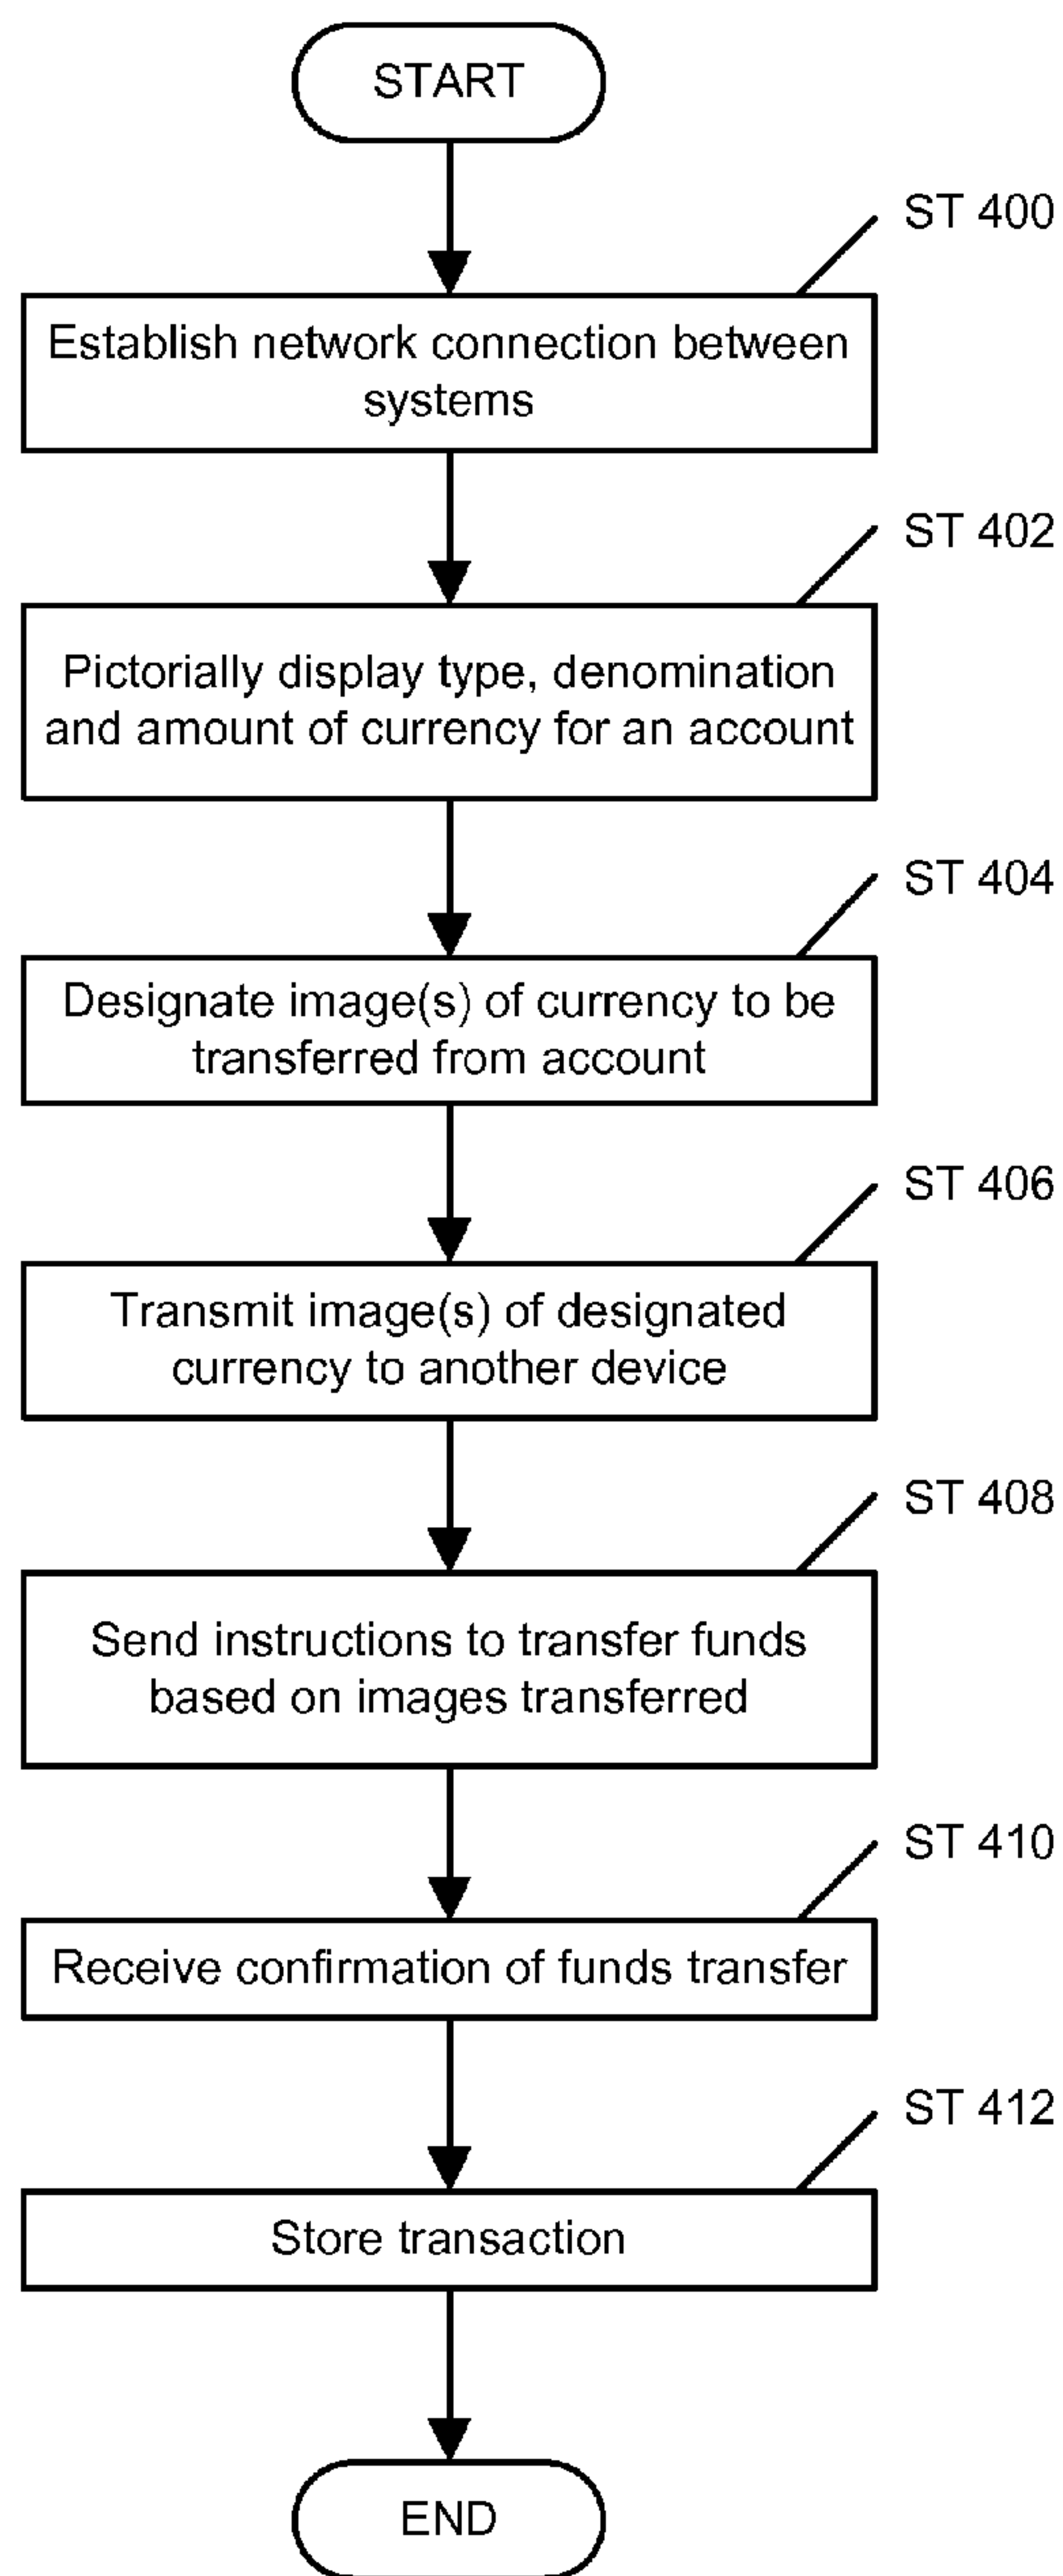 START
ST 400
Establish network connection between
systems
ST 402
Pictorially display type, denomination
and amount of currency for an account
ST 404
Designate image(s) of currency to be
transferred from account
ST 406
Transmit image(s) of designated
currency to another device
ST 408
Send instructions to transfer funds
based on images transferred
ST 410
Receive confirmation of funds transfer
ST 412
Store transaction
END